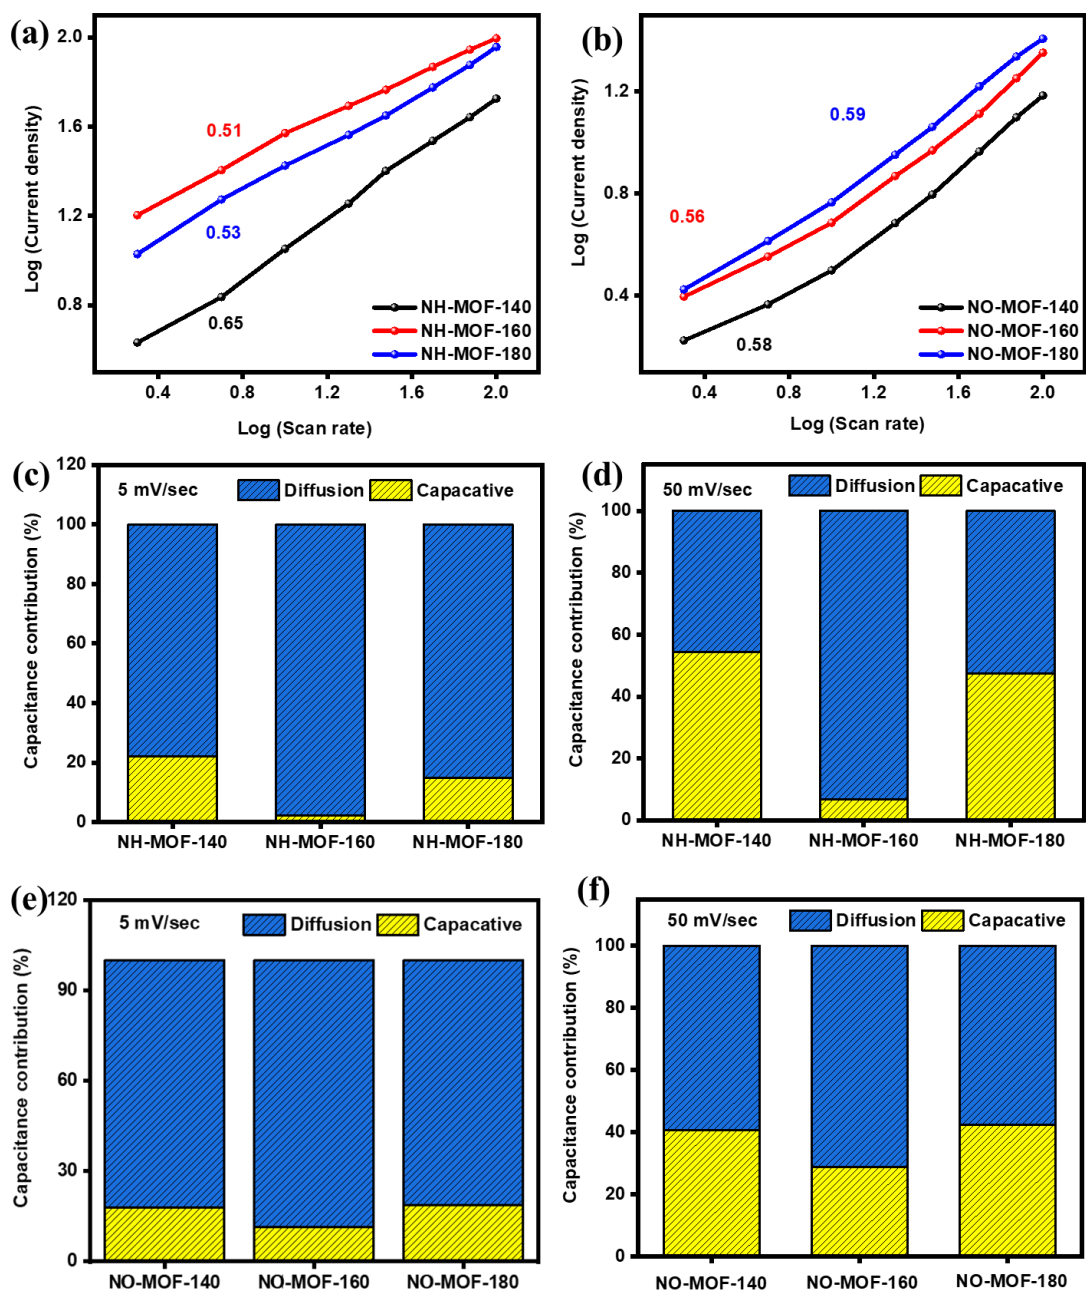 (a)
2.0
1.6
1.2
0.8
Log (Current density)
0.51
0.53
0.65
NH-MOF-140
NH-MOF-160
NH-MOF-180
0.4 0.8 1.2 1.6 2.0
Log (Scan rate)
(b)
1.2
0.8
0.4
Log (Current density)
0.59
0.56
0.58
NO-MOF-140
NO-MOF-160
NO-MOF-180
0.4 0.8 1.2 1.6 2.0
Log (Scan rate)
(c)
120
100
80
60
40
20
0
Capacitance contribution (%)
5 mV/sec Diffusion Capacative
NH-MOF-140 NH-MOF-160 NH-MOF-180
(d)
100
80
60
40
20
0
Capacitance contribution (%)
50 mV/sec Diffusion Capacative
NH-MOF-140 NH-MOF-160 NH-MOF-180
(e)
120
90
60
30
0
Capacitance contribution (%)
5 mV/sec Diffusion Capacative
NO-MOF-140 NO-MOF-160 NO-MOF-180
(f)
100
80
60
40
20
0
Capacitance contribution (%)
50 mV/sec Diffusion Capacative
NO-MOF-140 NO-MOF-160 NO-MOF-180